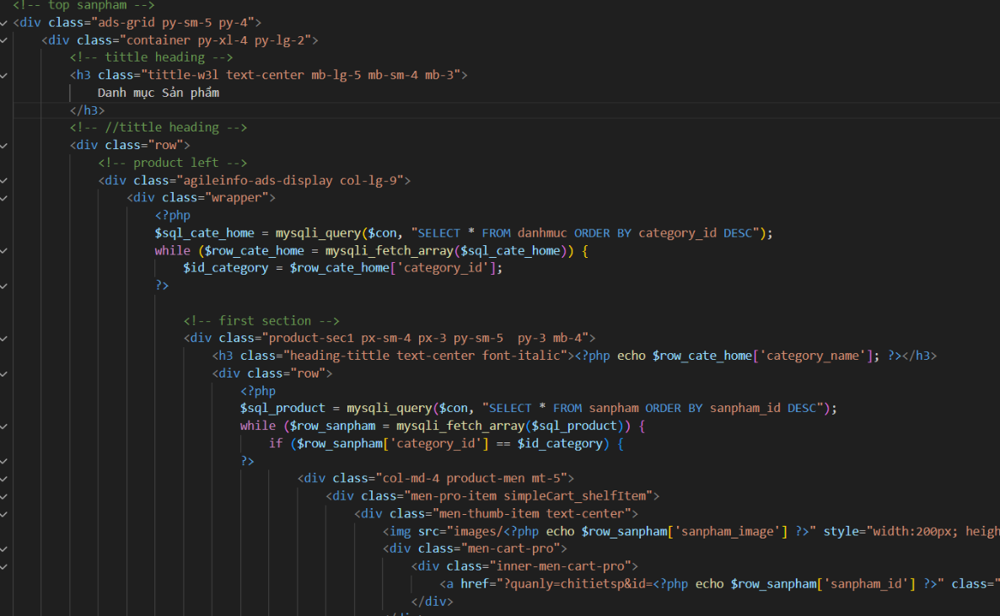 <!-- top sanpham -->
<div class="ads-grid py-sm-5 py-4">
<div class="container py-xl-4 py-lg-2">
<!-- tittle heading -->
<h3 class="tittle-w3l text-center mb-lg-5 mb-sm-4 mb-3">
Danh mục Sản phẩm
</h3>
<!-- //tittle heading -->
<div class="row">
<!-- product left -->
<div class="agileinfo-ads-display col-lg-9">
<div class="wrapper">
<?php
$sql_cate_home = mysqli_query($con, "SELECT * FROM danhmuc ORDER BY category_id DESC");
while ($row_cate_home = mysqli_fetch_array($sql_cate_home)) {
$id_category = $row_cate_home['category_id'];
?>
<!-- first section -->
<div class="product-sec1 px-sm-4 px-3 py-sm-5  py-3 mb-4">
<h3 class="heading-tittle text-center font-italic"><?php echo $row_cate_home['category_name']; ?></h3>
<div class="row">
<?php
$sql_product = mysqli_query($con, "SELECT * FROM sanpham ORDER BY sanpham_id DESC");
while ($row_sanpham = mysqli_fetch_array($sql_product)) {
if ($row_sanpham['category_id'] == $id_category) {
?>
<div class="col-md-4 product-men mt-5">
<div class="men-pro-item simpleCart_shelfItem">
<div class="men-thumb-item text-center">
<img src="images/<?php echo $row_sanpham['sanpham_image'] ?>" style="width:200px; heigh
<div class="men-cart-pro">
<div class="inner-men-cart-pro">
<a href="?quanly=chitietsp&id=<?php echo $row_sanpham['sanpham_id'] ?>" class="
</div>